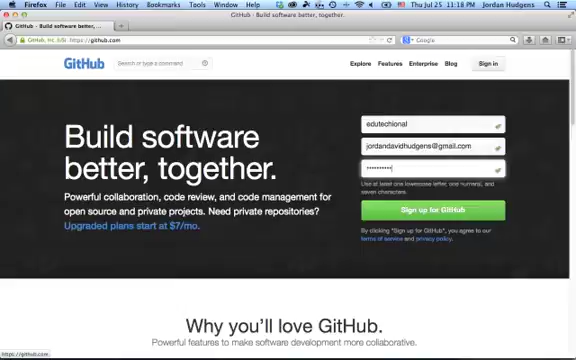 Firefox File Edit View History Bookmarks Tools Window Help Thu Jul 25 11:18 PM Jordan Hudgens
GitHub · Build software better, together.
GitHub · Build software better, to...
GitHub, Inc. (US) https://github.com
Google
GitHub
Search or type a command
Explore Features Enterprise Blog Sign in
Build software
better, together.
Powerful collaboration, code review, and code management for
open source and private projects. Need private repositories?
Upgraded plans start at $7/mo.
edutechional
jordandavidhudgens@gmail.com
Use at least one lowercase letter, one numeral, and
seven characters.
Sign up for GitHub
By clicking "Sign up for GitHub", you agree to our
terms of service and privacy policy.
Why you'll love GitHub.
Powerful features to make software development more collaborative.
https://github.com